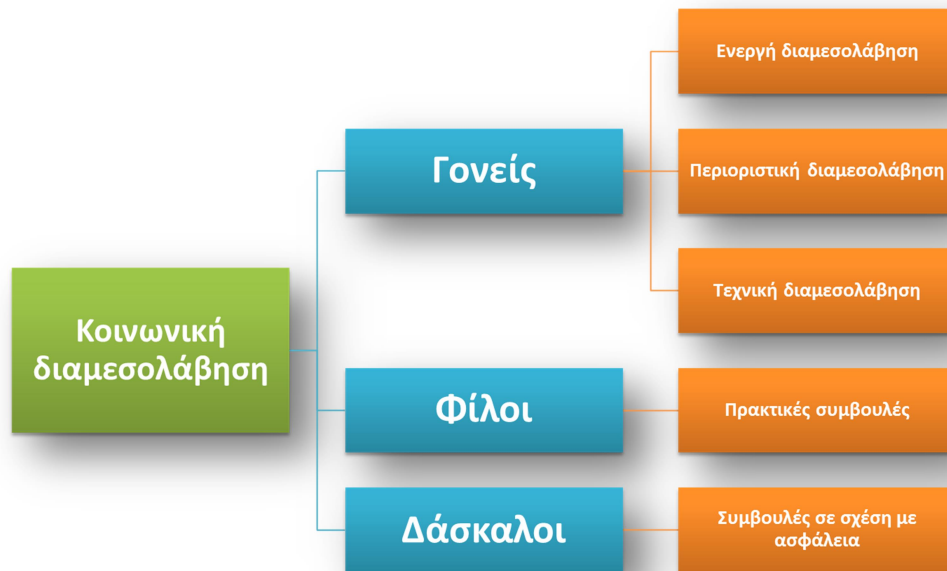 Κοινωνική
διαμεσολάβηση
Γονείς
Ενεργή διαμεσολάβηση
Περιοριστική διαμεσολάβηση
Τεχνική διαμεσολάβηση
Φίλοι
Πρακτικές συμβουλές
Δάσκαλοι
Συμβουλές σε σχέση με
ασφάλεια